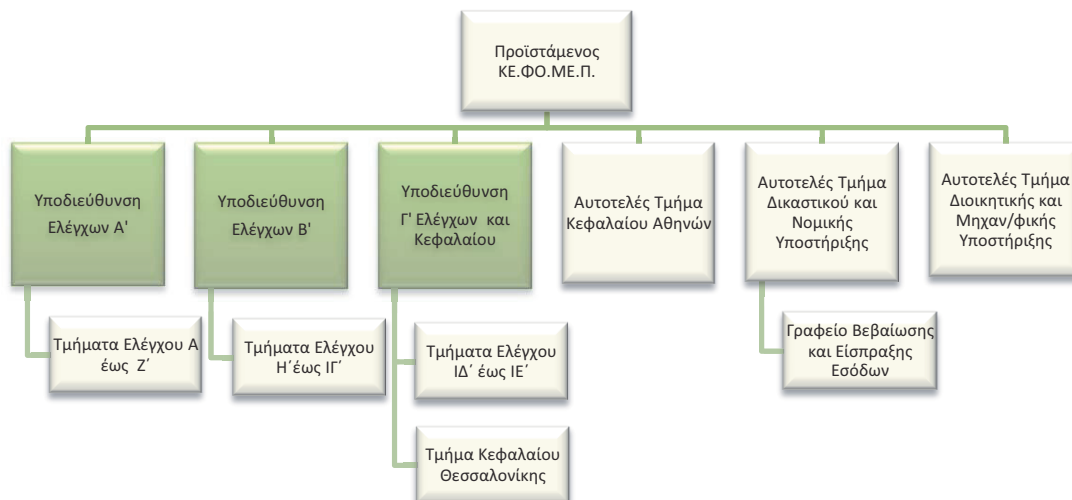 Προϊστάμενος
ΚΕ.ΦΟ.ΜΕ.Π.
Υποδιεύθυνση
Ελέγχων Α'
Υποδιεύθυνση
Ελέγχων Β'
Υποδιεύθυνση
Γ' Ελέγχων και
Κεφαλαίου
Αυτοτελές Τμήμα
Κεφαλαίου Αθηνών
Αυτοτελές Τμήμα
Δικαστικού και
Νομικής
Υποστήριξης
Αυτοτελές Τμήμα
Διοικητικής και
Μηχαν/φικής
Υποστήριξης
Τμήματα Ελέγχου Α
έως Ζ΄
Τμήματα Ελέγχου
Η΄έως ΙΓ΄
Τμήματα Ελέγχου
ΙΔ΄ έως ΙΕ΄
Γραφείο Βεβαίωσης
και Είσπραξης
Εσόδων
Τμήμα Κεφαλαίου
Θεσσαλονίκης